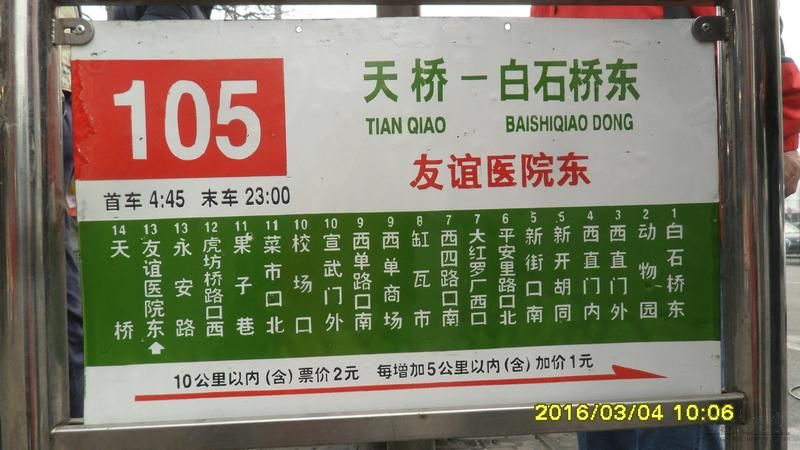 105
天桥－白石桥东
TIAN QIAO BAISHIQIAO DONG
友谊医院东
首车 4:45 末车 23:00
14 天桥
13 友谊医院东
13 永安路
12 虎坊桥路口西
11 果子巷
11 菜市口北
10 校场口
10 宣武门外
9 西单路口南
9 西单商场
8 缸瓦市
7 西四路口南
7 大红罗厂西口
6 平安里路口北
5 新街口南
5 新开胡同
4 西直门内
3 西直门外
2 动物园
1 白石桥东
10公里以内(含)票价2元 每增加5公里以内(含)加价1元
2016/03/04 10:06